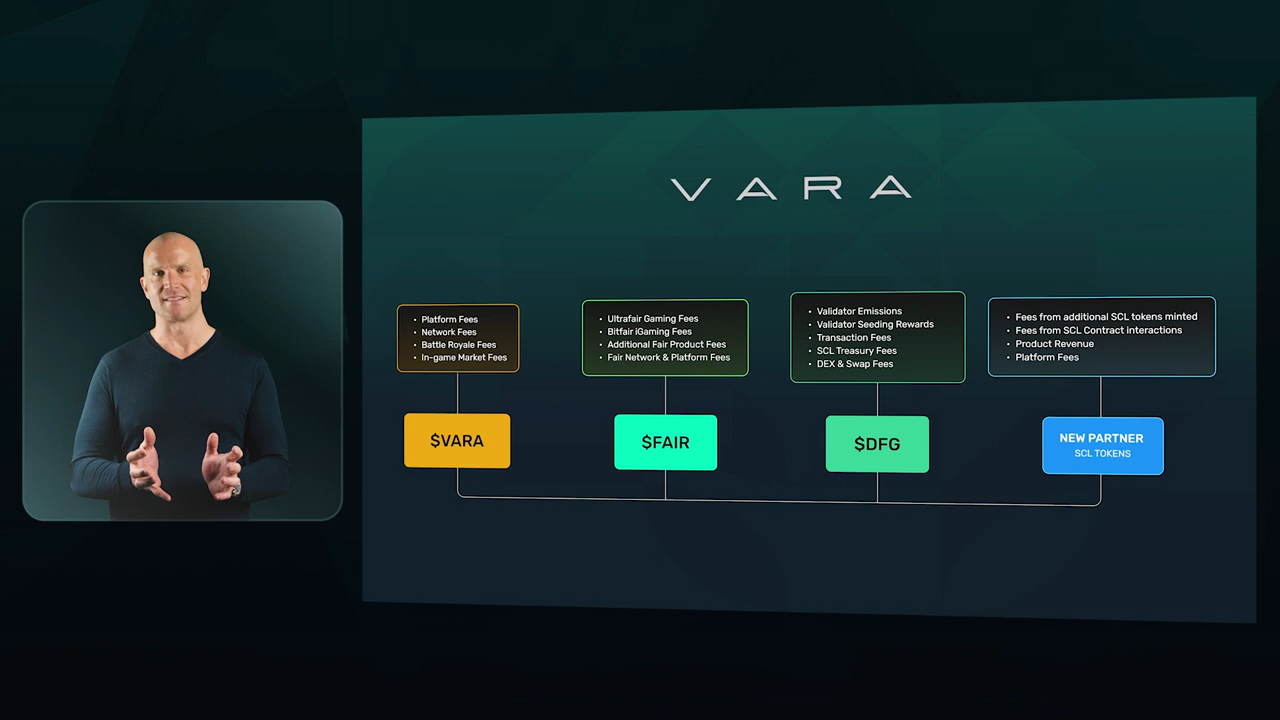 VARA
• Platform Fees
• Network Fees
• Battle Royale Fees
• In-game Market Fees
$VARA
• Ultrafair Gaming Fees
• Bitfair iGaming Fees
• Additional Fair Product Fees
• Fair Network & Platform Fees
$FAIR
• Validator Emissions
• Validator Seeding Rewards
• Transaction Fees
• SCL Treasury Fees
• DEX & Swap Fees
$DFG
• Fees from additional SCL tokens minted
• Fees from SCL Contract interactions
• Product Revenue
• Platform Fees
NEW PARTNER
SCL TOKENS